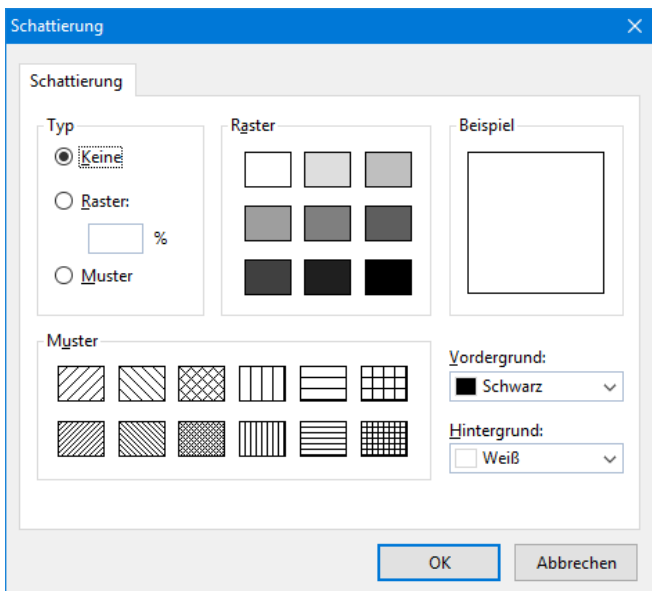 Schattierung
Schattierung
Typ
Keine
Raster:
%
Muster
Raster
Beispiel
Muster
Vordergrund:
Schwarz
Hintergrund:
Weiß
OK
Abbrechen